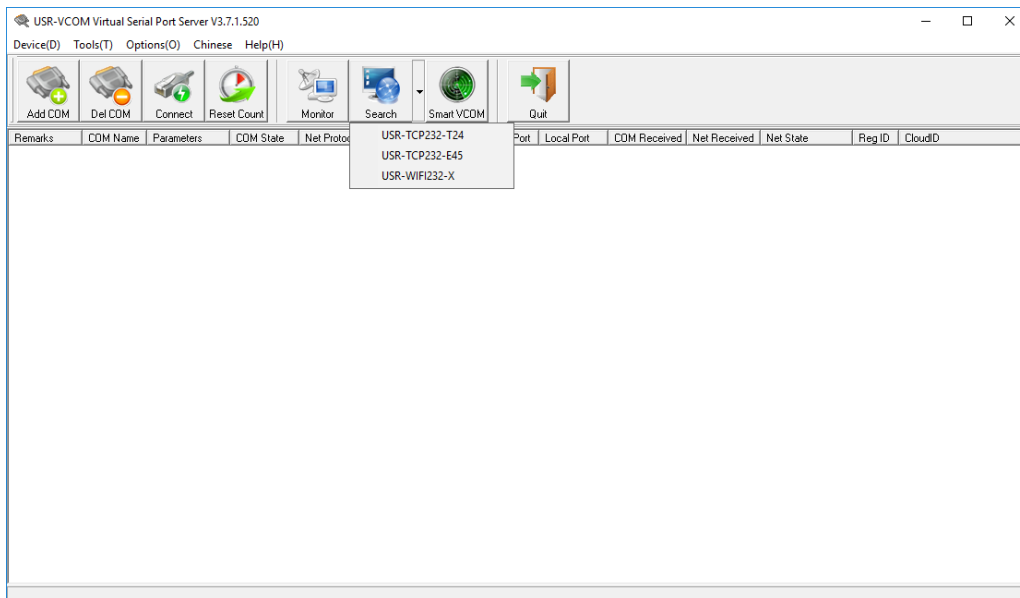 USR-VCOM Virtual Serial Port Server V3.7.1.520
Device(D) Tools(T) Options(O) Chinese Help(H)
Add COM Del COM Connect Reset Count Monitor Search Smart VCOM Quit
Remarks COM Name Parameters COM State Net Port Local Port COM Received Net Received Net State Reg ID CloudID
USR-TCP232-T24
USR-TCP232-E45
USR-WIFI232-X